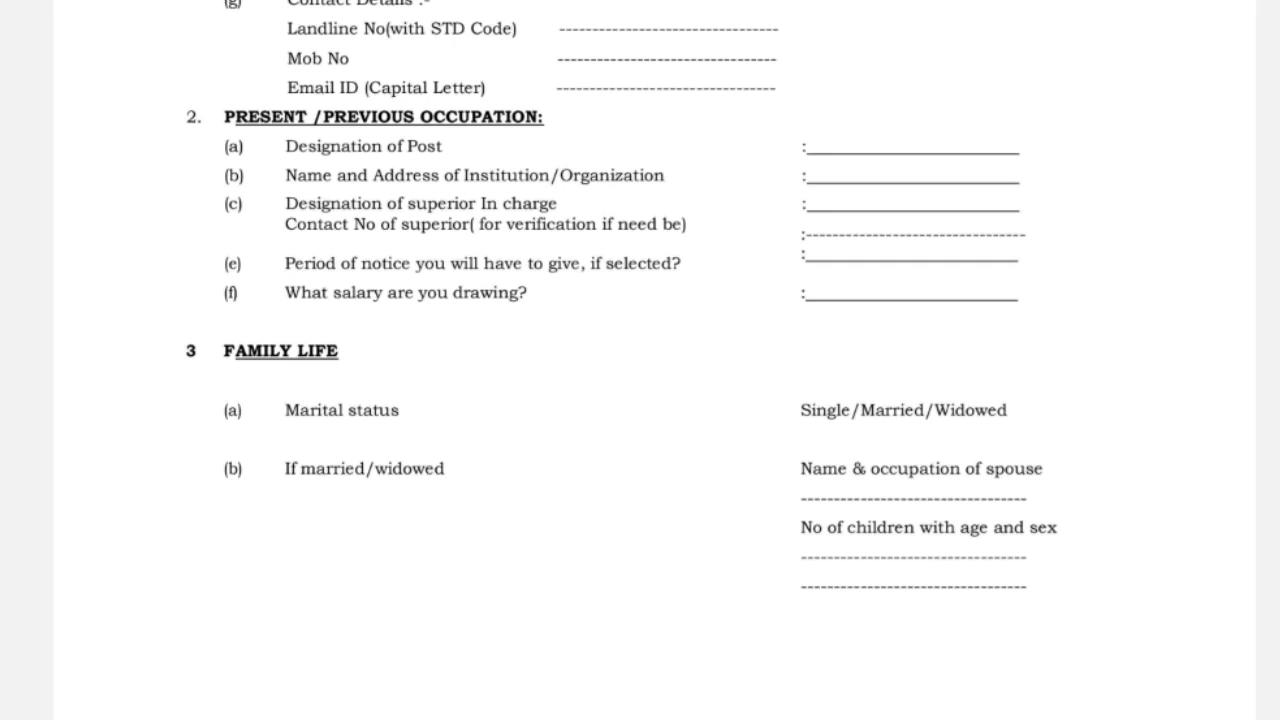 (g) Contact Details :-
Landline No(with STD Code) ---------------------------------
Mob No ---------------------------------
Email ID (Capital Letter) ---------------------------------
2. PRESENT /PREVIOUS OCCUPATION:
(a) Designation of Post :
(b) Name and Address of Institution/Organization :
(c) Designation of superior In charge :
Contact No of superior( for verification if need be) :---------------------------------
(e) Period of notice you will have to give, if selected? :
(f) What salary are you drawing? :
3 FAMILY LIFE
(a) Marital status Single/Married/Widowed
(b) If married/widowed Name & occupation of spouse
----------------------------------
No of children with age and sex
----------------------------------
----------------------------------